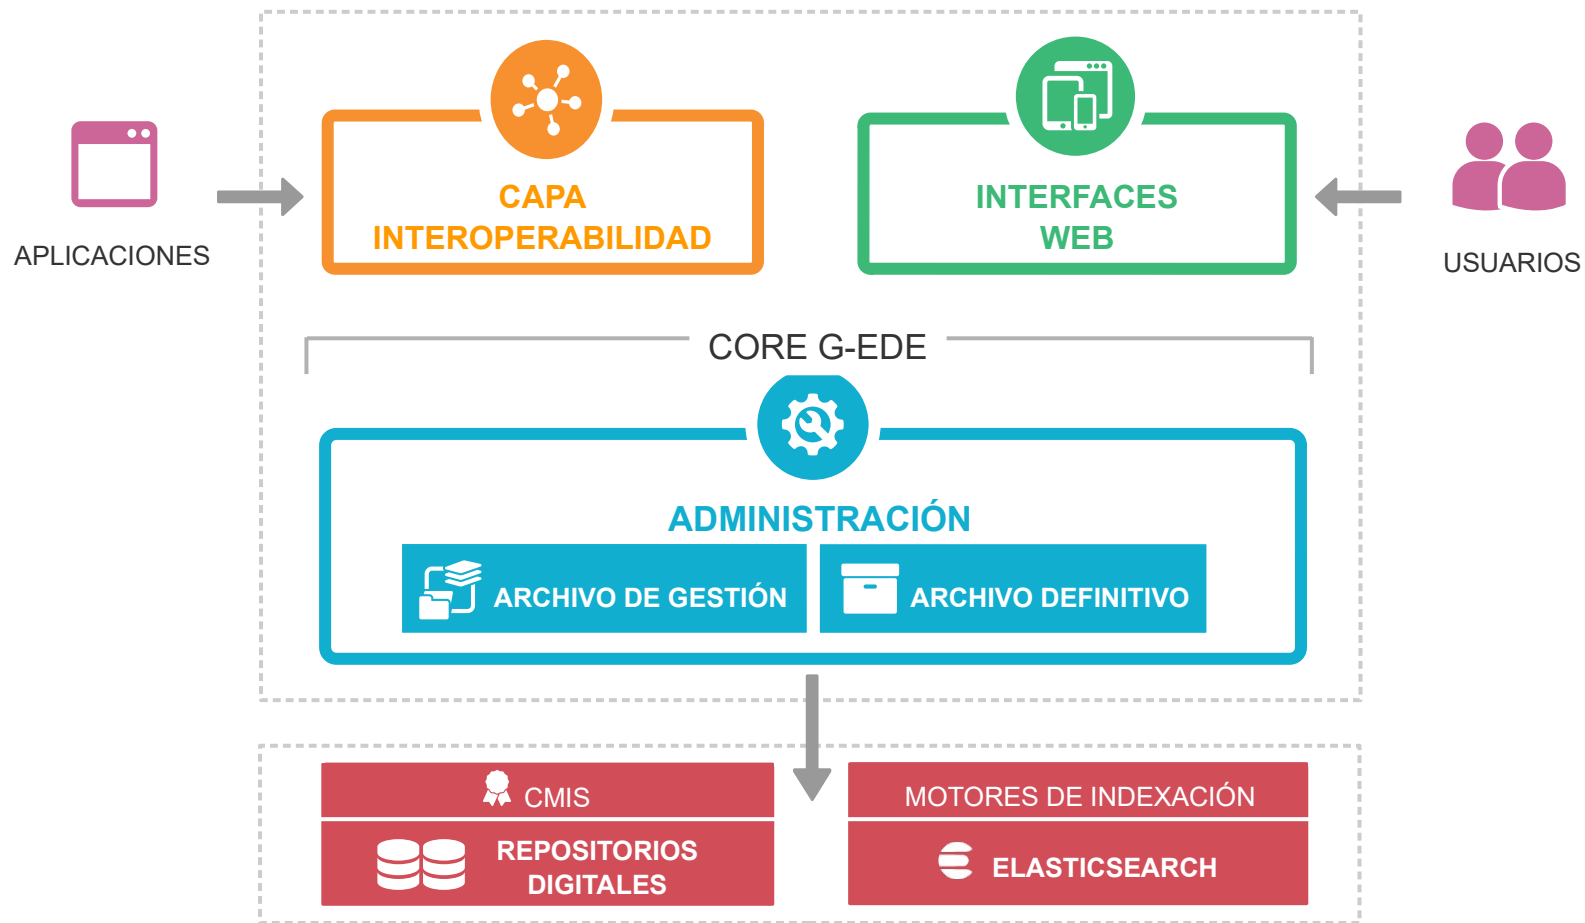 CAPA
INTEROPERABILIDAD
INTERFACES
WEB
APLICACIONES
USUARIOS
CORE G-EDE
ADMINISTRACIÓN
ARCHIVO DE GESTIÓN
ARCHIVO DEFINITIVO
CMIS
REPOSITORIOS
DIGITALES
MOTORES DE INDEXACIÓN
ELASTICSEARCH